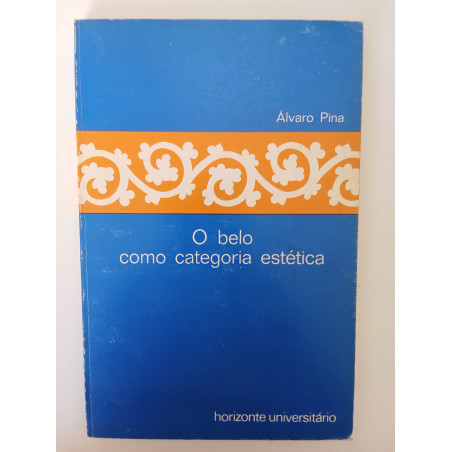 Álvaro Pina
O belo
como categoria estética
horizonte universitário